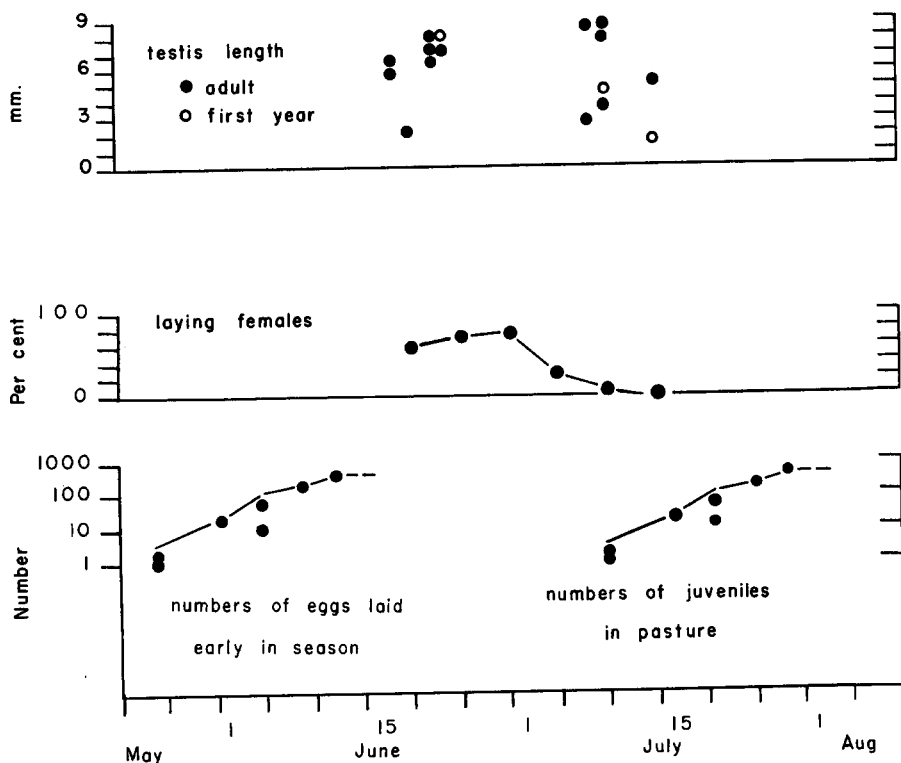 9
6
3
0
mm.
testis length
adult
first year
100
0
Per cent
laying females
1000
100
10
1
Number
numbers of eggs laid
early in season
numbers of juveniles
in pasture
1 15 1 15 1
May June July Aug